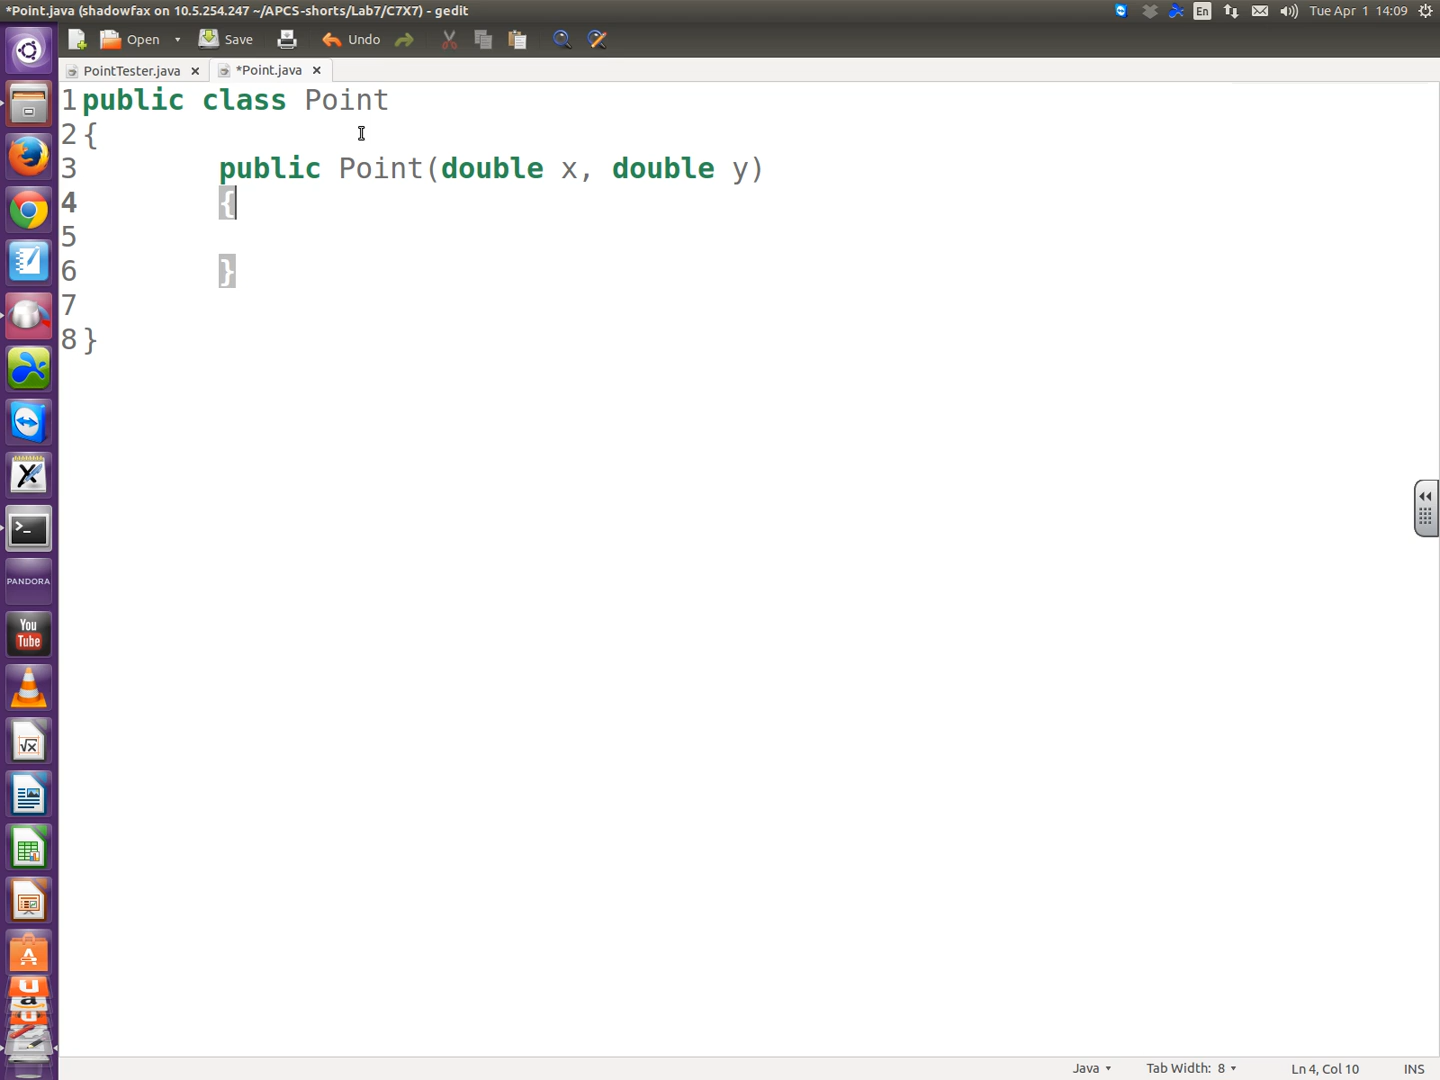 *Point.java (shadowfax on 10.5.254.247 ~/APCS-shorts/Lab7/C7X7) - gedit
En
Tue Apr 1 14:09
Open
Save
Undo
PointTester.java ×
*Point.java ×
1 public class Point
2 {
3 public Point(double x, double y)
4 {
5
6 }
7
8 }
PANDORA
You
Tube
Java
Tab Width: 8
Ln 4, Col 10
INS